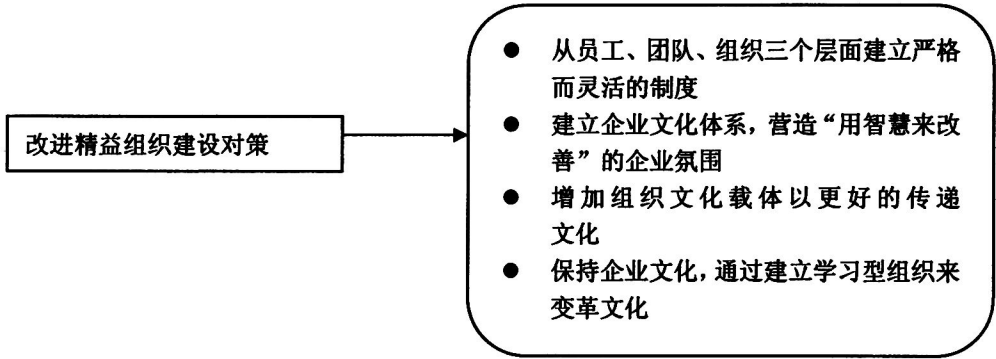 改进精益组织建设对策
● 从员工、团队、组织三个层面建立严格
而灵活的制度
● 建立企业文化体系，营造“用智慧来改
善”的企业氛围
● 增加组织文化载体以更好的传递
文化
● 保持企业文化，通过建立学习型组织来
变革文化